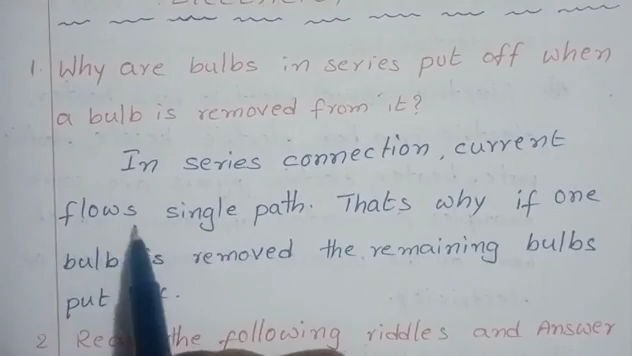 1. Why are bulbs in series put off when
a bulb is removed from it?
In series connection, current
flows single path. Thats why if one
bulb is removed the remaining bulbs
put
2 the following riddles and Answer